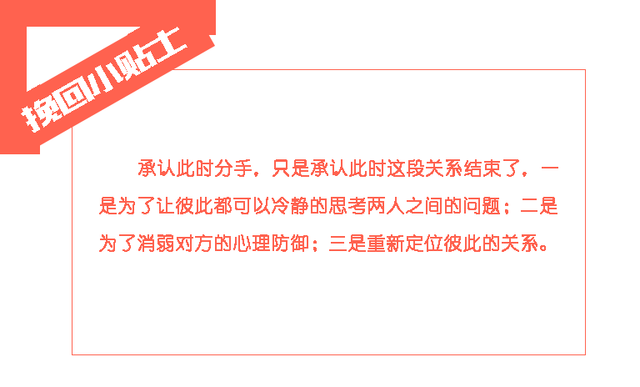 挽回小贴士
承认此时分手，只是承认此时这段关系结束了，一
是为了让彼此都可以冷静的思考两人之间的问题；二是
为了消弱对方的心理防御；三是重新定位彼此的关系。